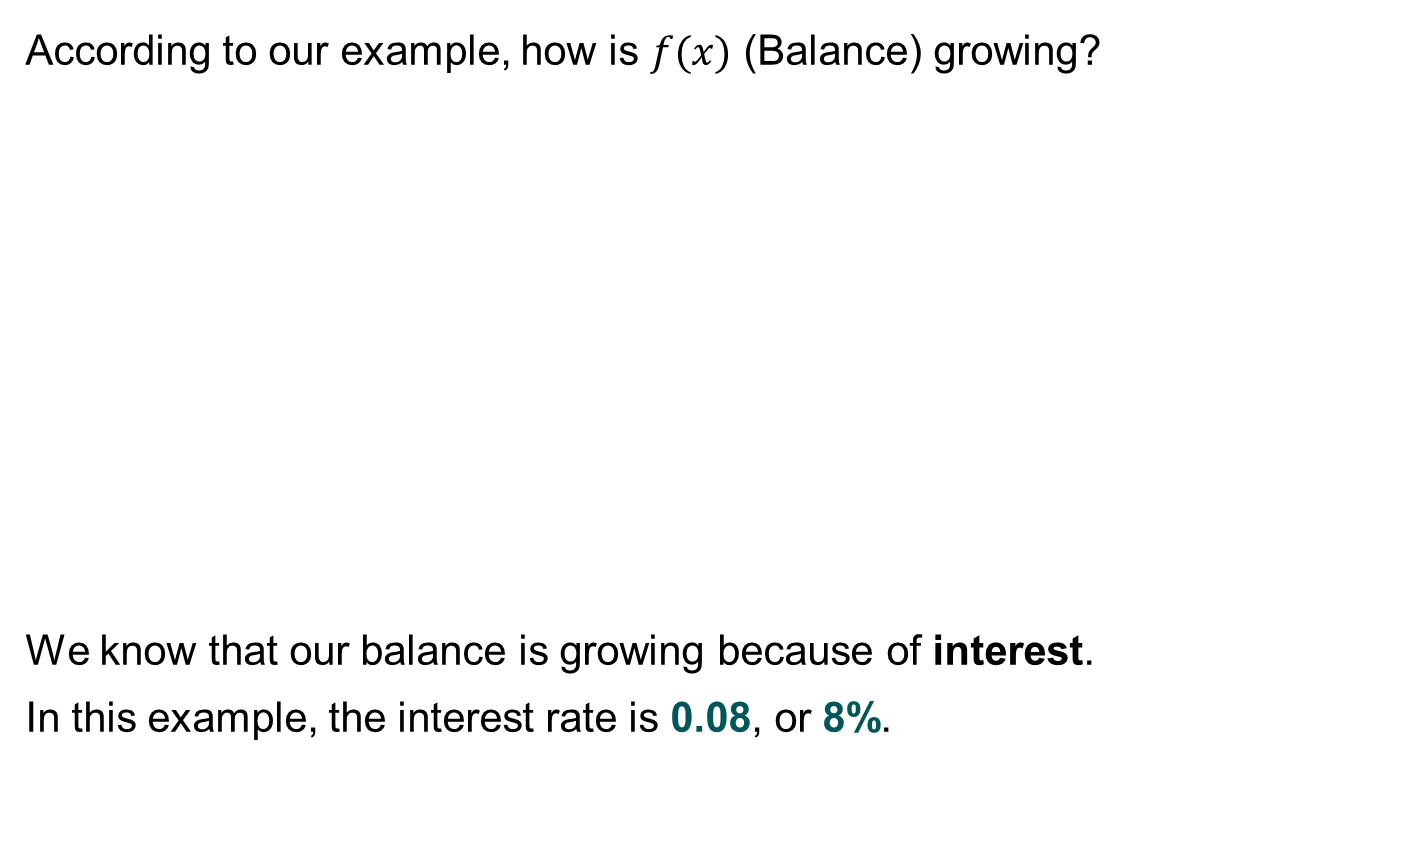 According to our example, how is f(x) (Balance) growing?
We know that our balance is growing because of interest.
In this example, the interest rate is 0.08, or 8%.